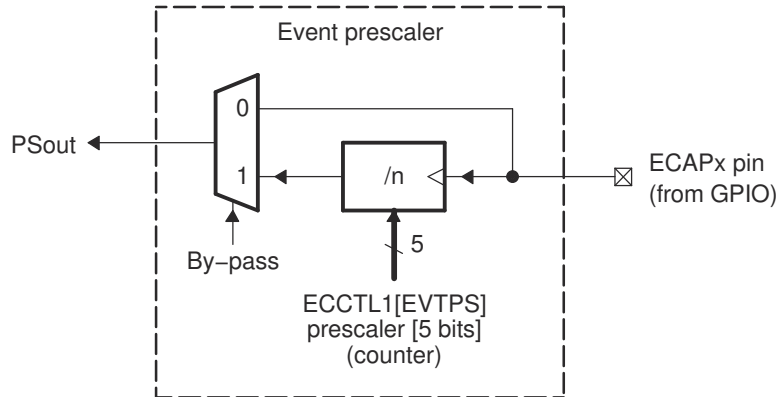 Event prescaler
0
PSout
1
/n
ECAPx pin
(from GPIO)
5
By−pass
ECCTL1[EVTPS]
prescaler [5 bits]
(counter)